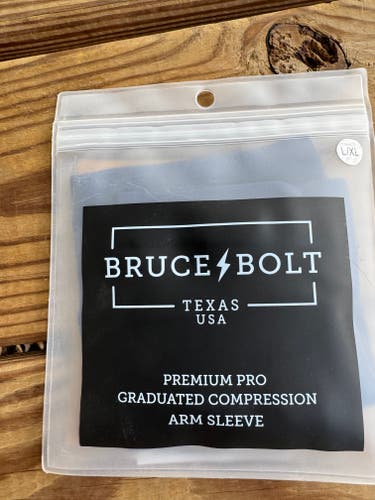 L/XL
BRUCE BOLT
TEXAS
USA
PREMIUM PRO
GRADUATED COMPRESSION
ARM SLEEVE